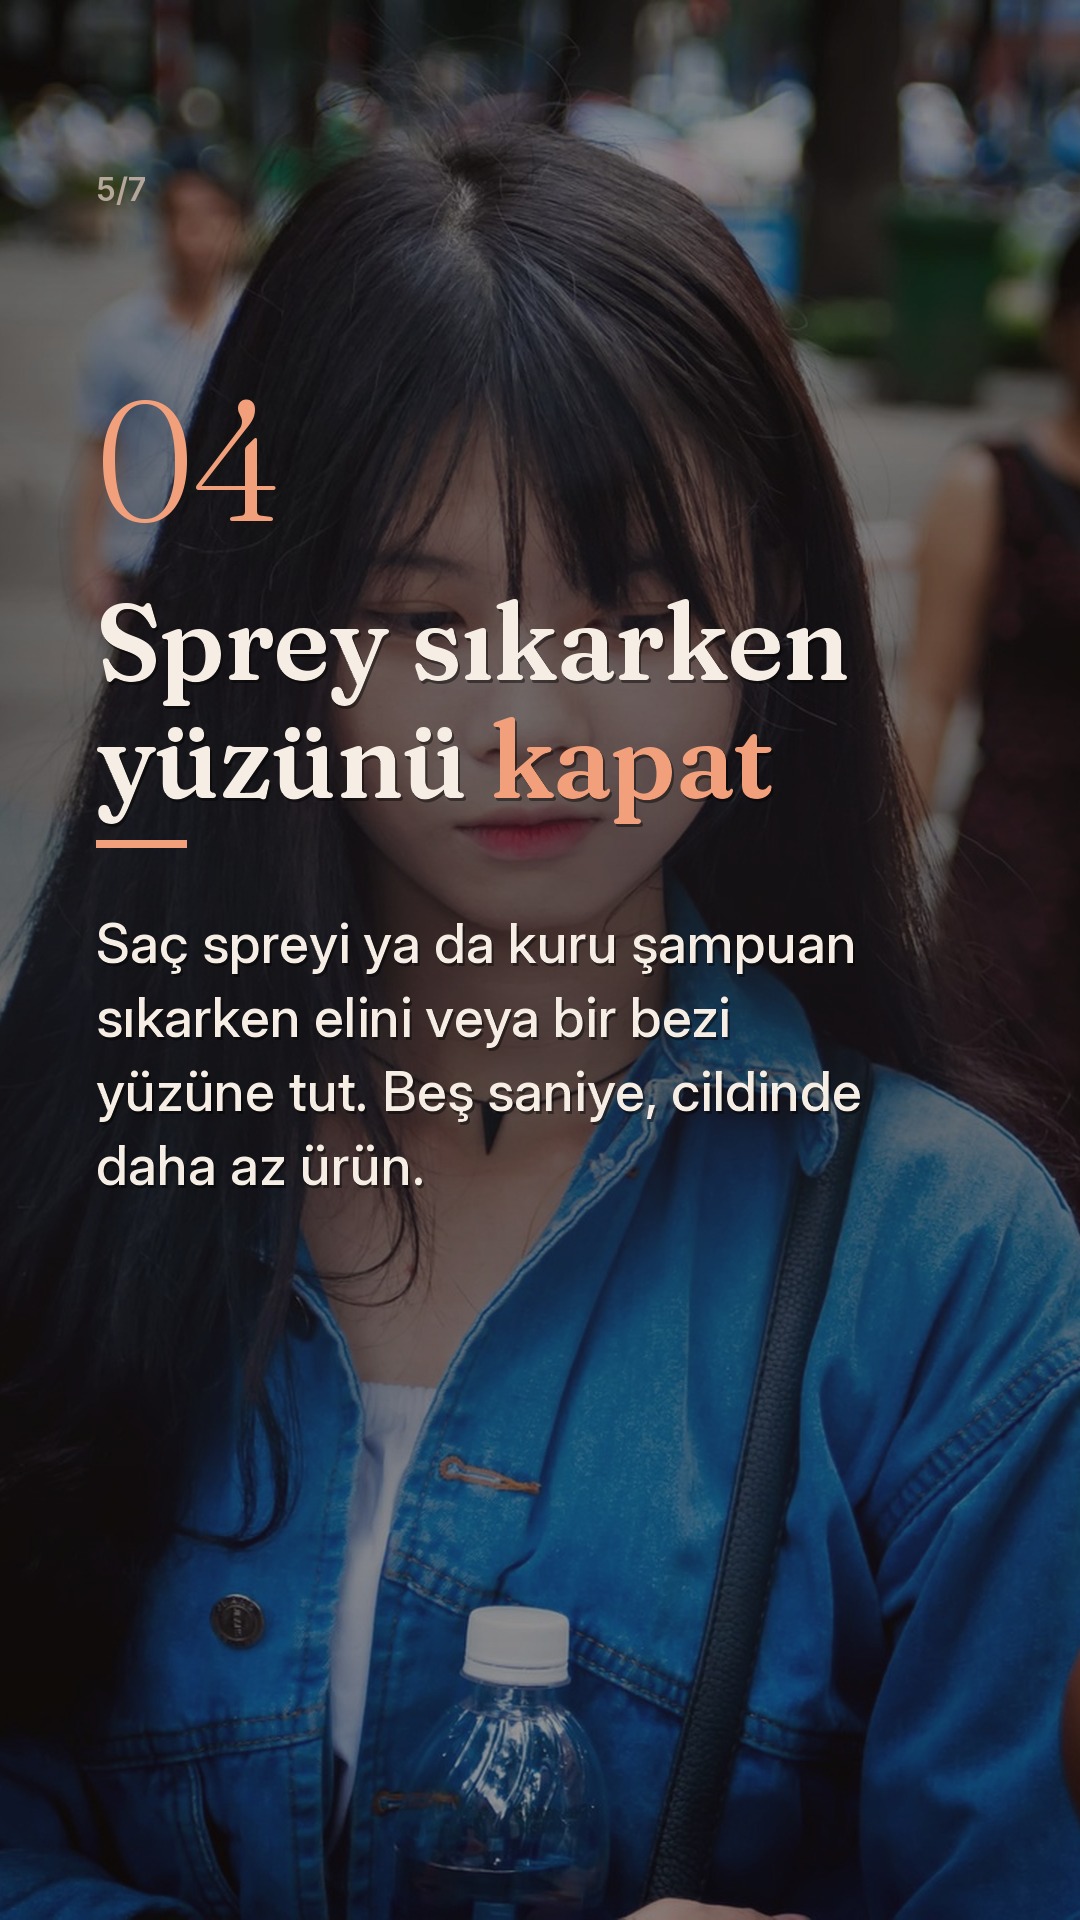 5/7
04
Sprey sıkarken
yüzünü kapat
Saç spreyi ya da kuru şampuan
sıkarken elini veya bir bezi
yüzüne tut. Beş saniye, cildinde
daha az ürün.